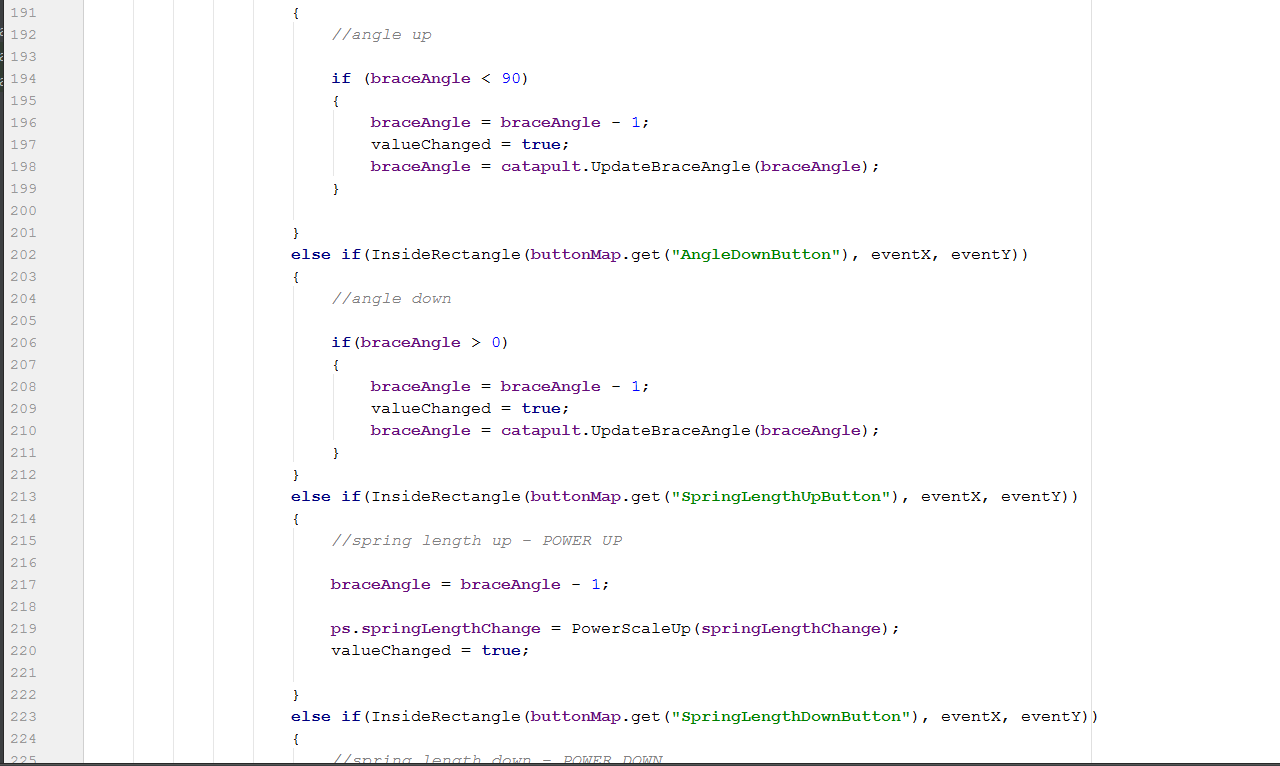 191 {
192 //angle up
193
194 if (braceAngle < 90)
195 {
196 braceAngle = braceAngle - 1;
197 valueChanged = true;
198 braceAngle = catapult.UpdateBraceAngle(braceAngle);
199 }
200
201 }
202 else if(InsideRectangle(buttonMap.get("AngleDownButton"), eventX, eventY))
203 {
204 //angle down
205
206 if(braceAngle > 0)
207 {
208 braceAngle = braceAngle - 1;
209 valueChanged = true;
210 braceAngle = catapult.UpdateBraceAngle(braceAngle);
211 }
212 }
213 else if(InsideRectangle(buttonMap.get("SpringLengthUpButton"), eventX, eventY))
214 {
215 //spring length up - POWER UP
216
217 braceAngle = braceAngle - 1;
218
219 ps.springLengthChange = PowerScaleUp(springLengthChange);
220 valueChanged = true;
221
222 }
223 else if(InsideRectangle(buttonMap.get("SpringLengthDownButton"), eventX, eventY))
224 {
225 //spring length down - POWER DOWN